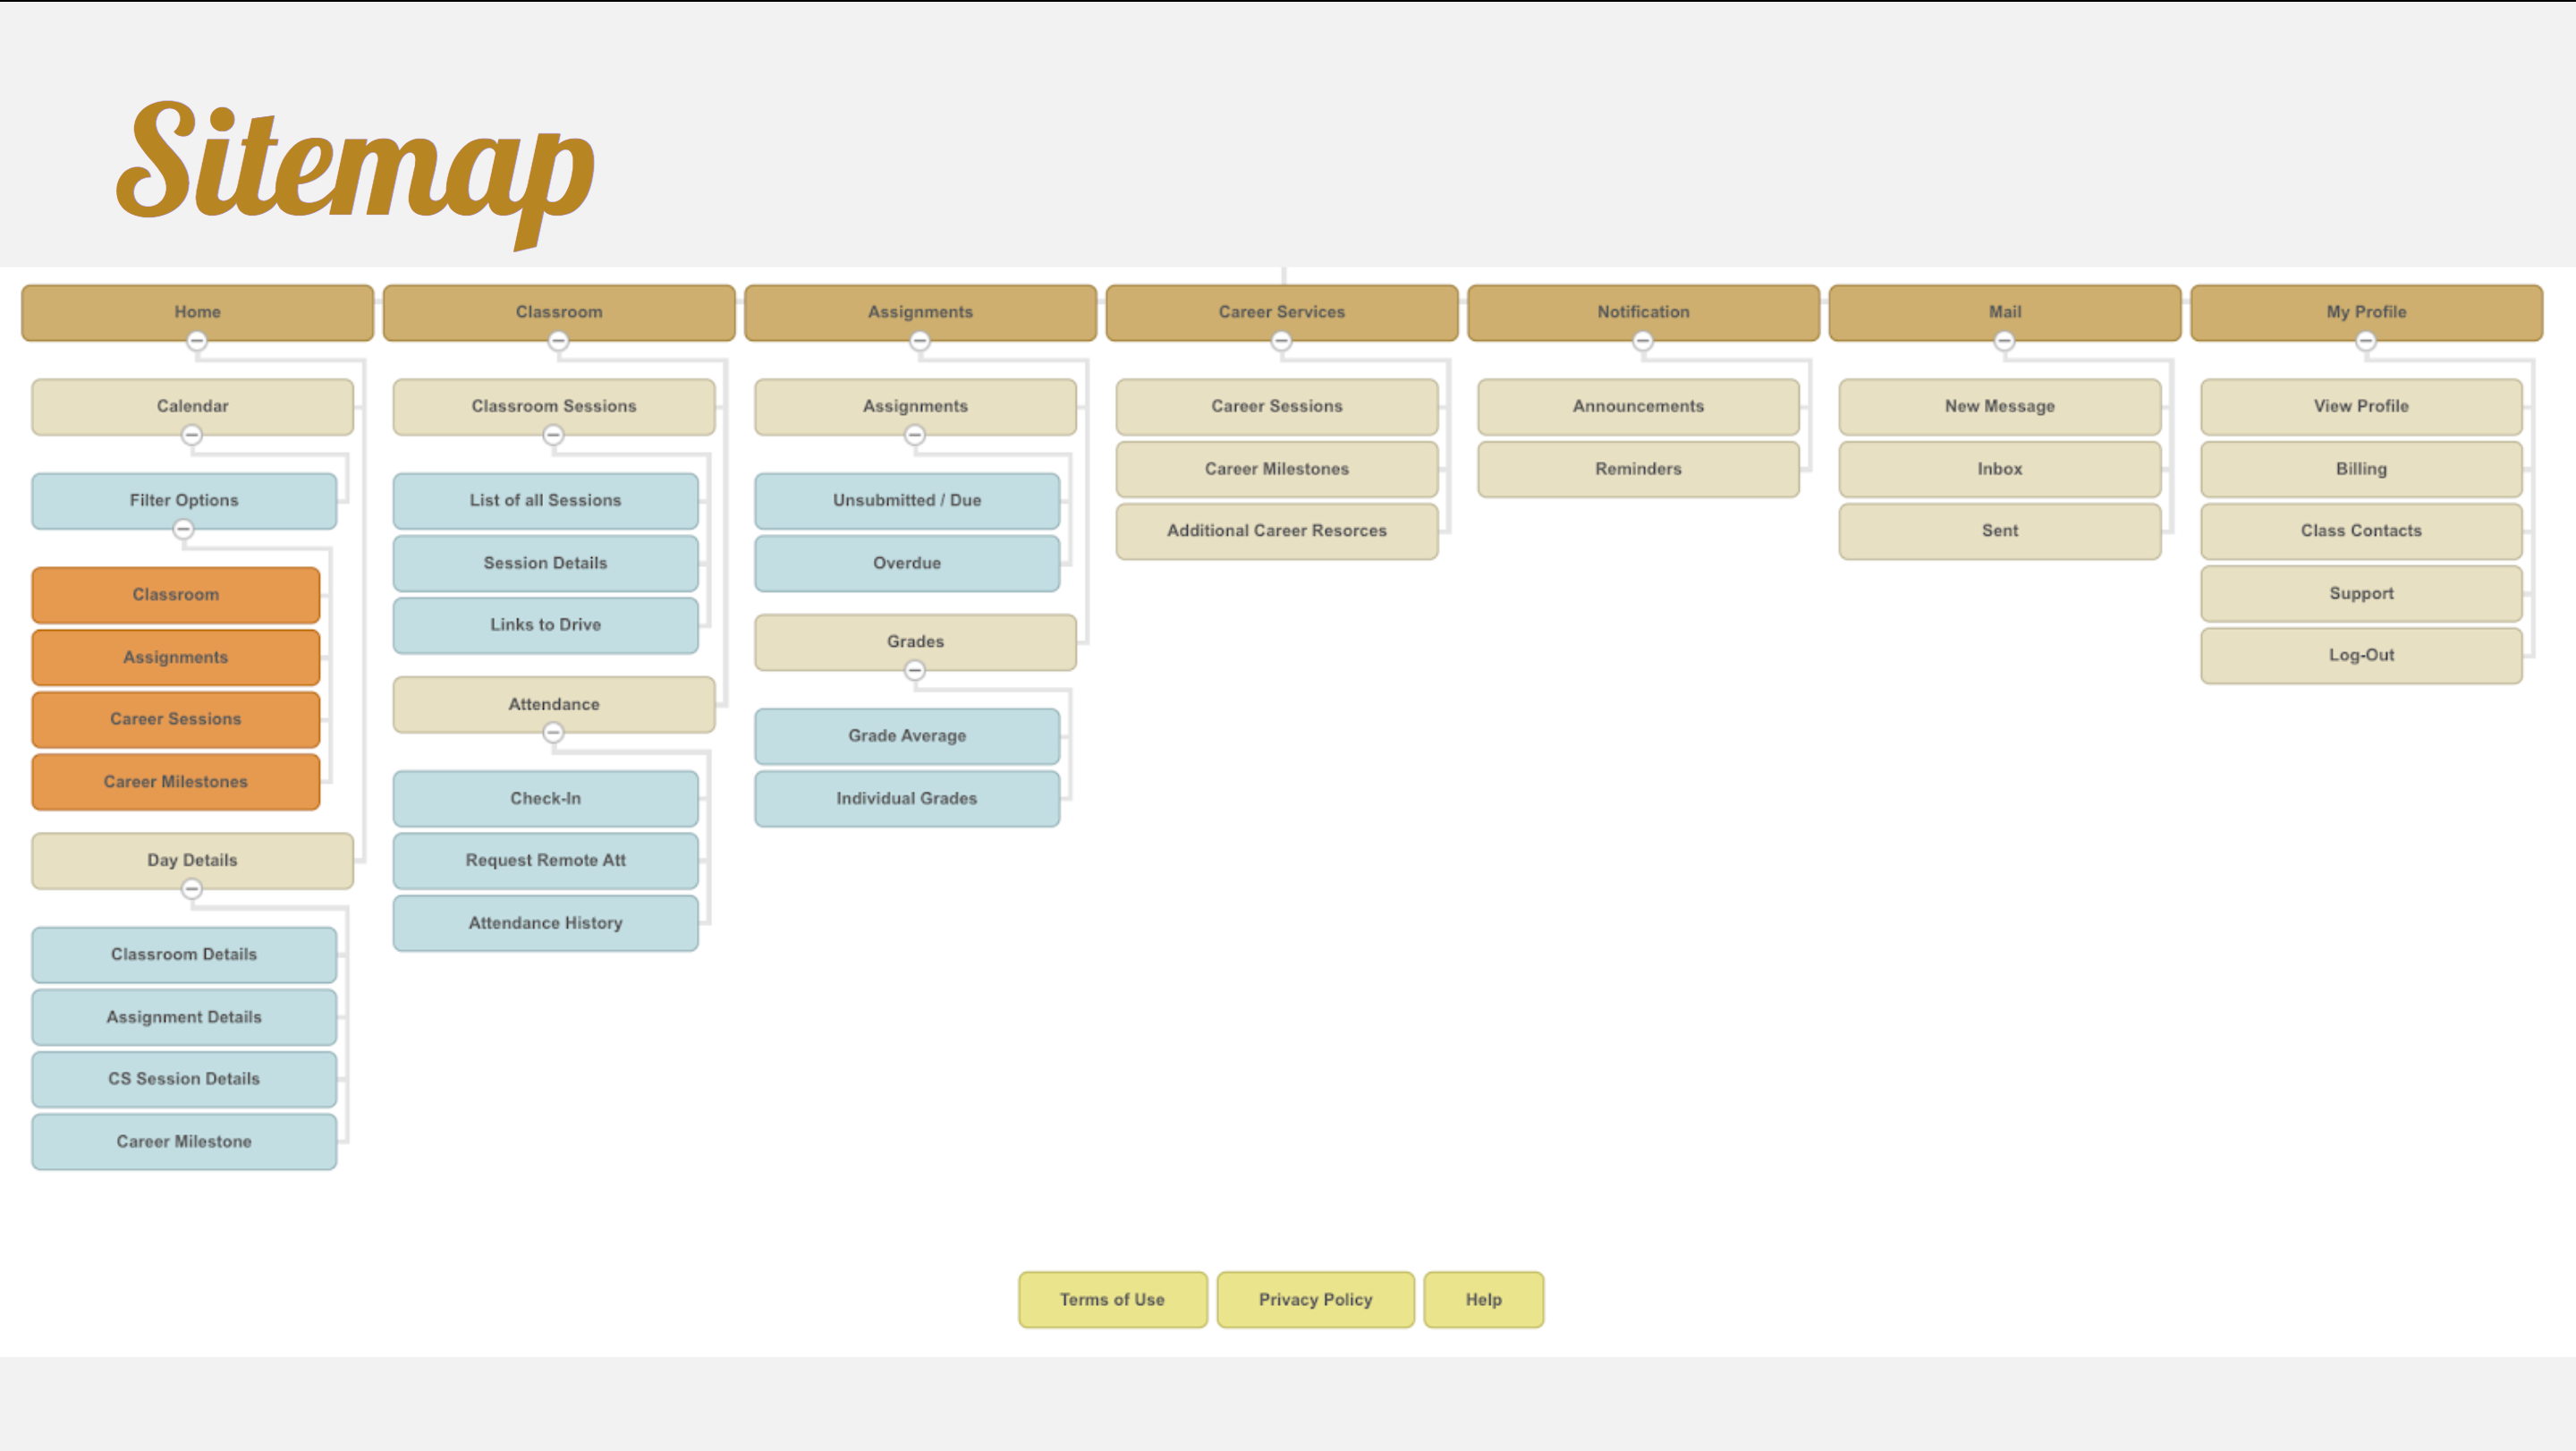 Sitemap
Home
Calendar
Filter Options
Classroom
Assignments
Career Sessions
Career Milestones
Day Details
Classroom Details
Assignment Details
CS Session Details
Career Milestone
Classroom
Classroom Sessions
List of all Sessions
Session Details
Links to Drive
Attendance
Check-In
Request Remote Att
Attendance History
Assignments
Assignments
Unsubmitted / Due
Overdue
Grades
Grade Average
Individual Grades
Career Services
Career Sessions
Career Milestones
Additional Career Resorces
Notification
Announcements
Reminders
Mail
New Message
Inbox
Sent
My Profile
View Profile
Billing
Class Contacts
Support
Log-Out
Terms of Use
Privacy Policy
Help